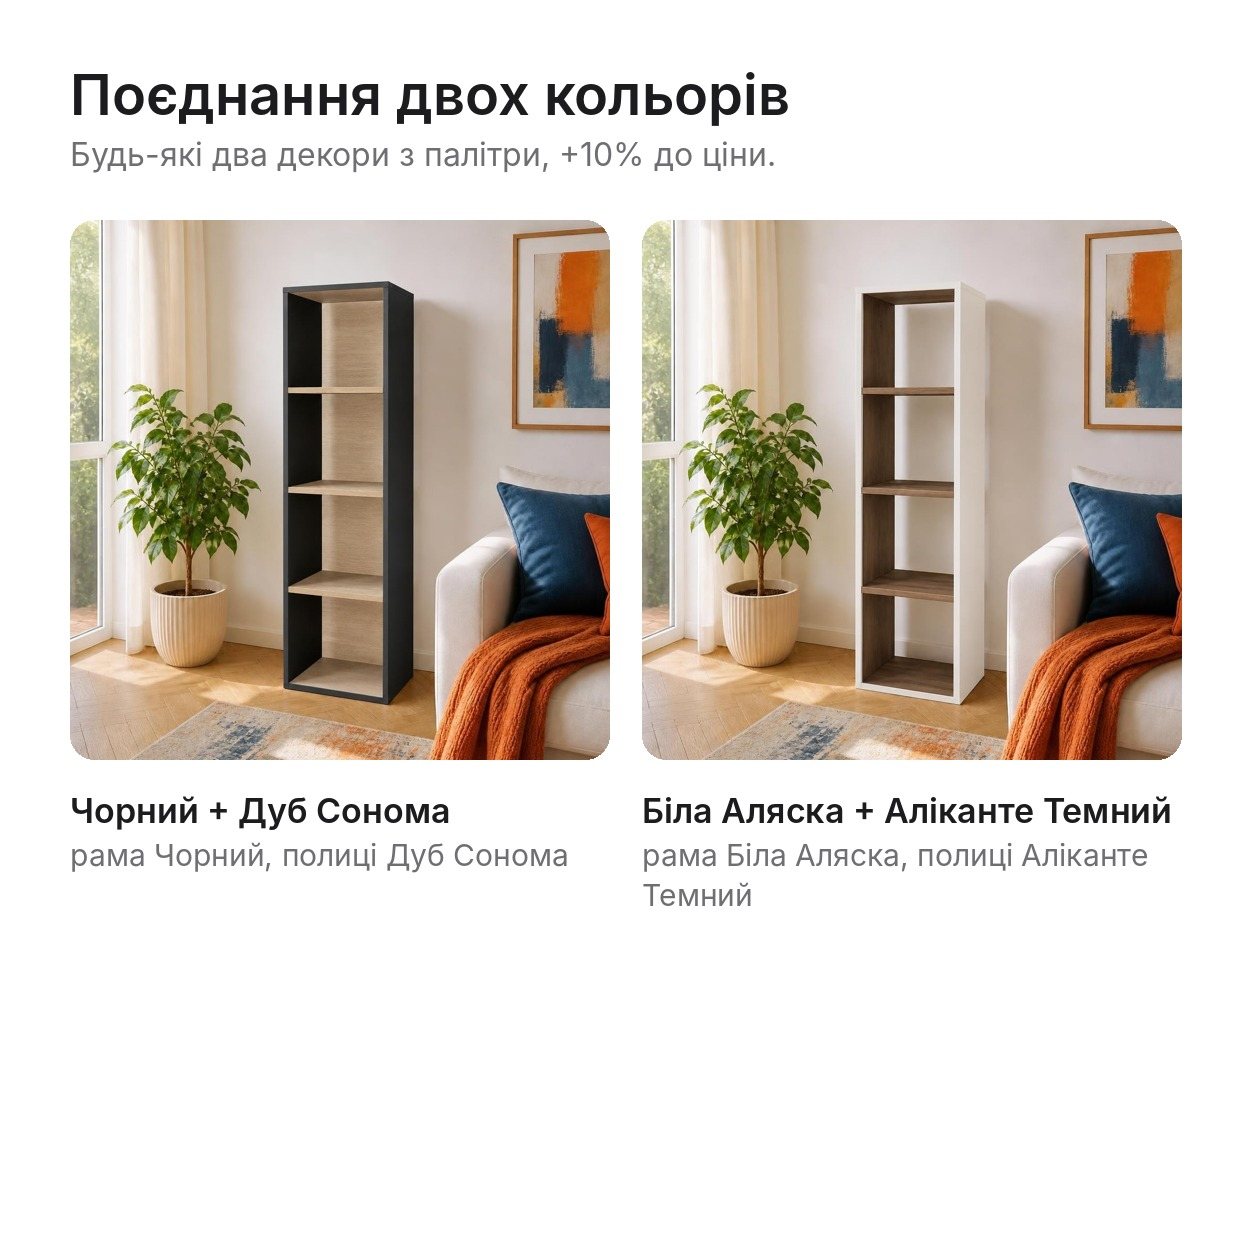 Поєднання двох кольорів
Будь-які два декори з палітри, +10% до ціни.
Чорний + Дуб Сонома
рама Чорний, полиці Дуб Сонома
Біла Аляска + Аліканте Темний
рама Біла Аляска, полиці Аліканте
Темний